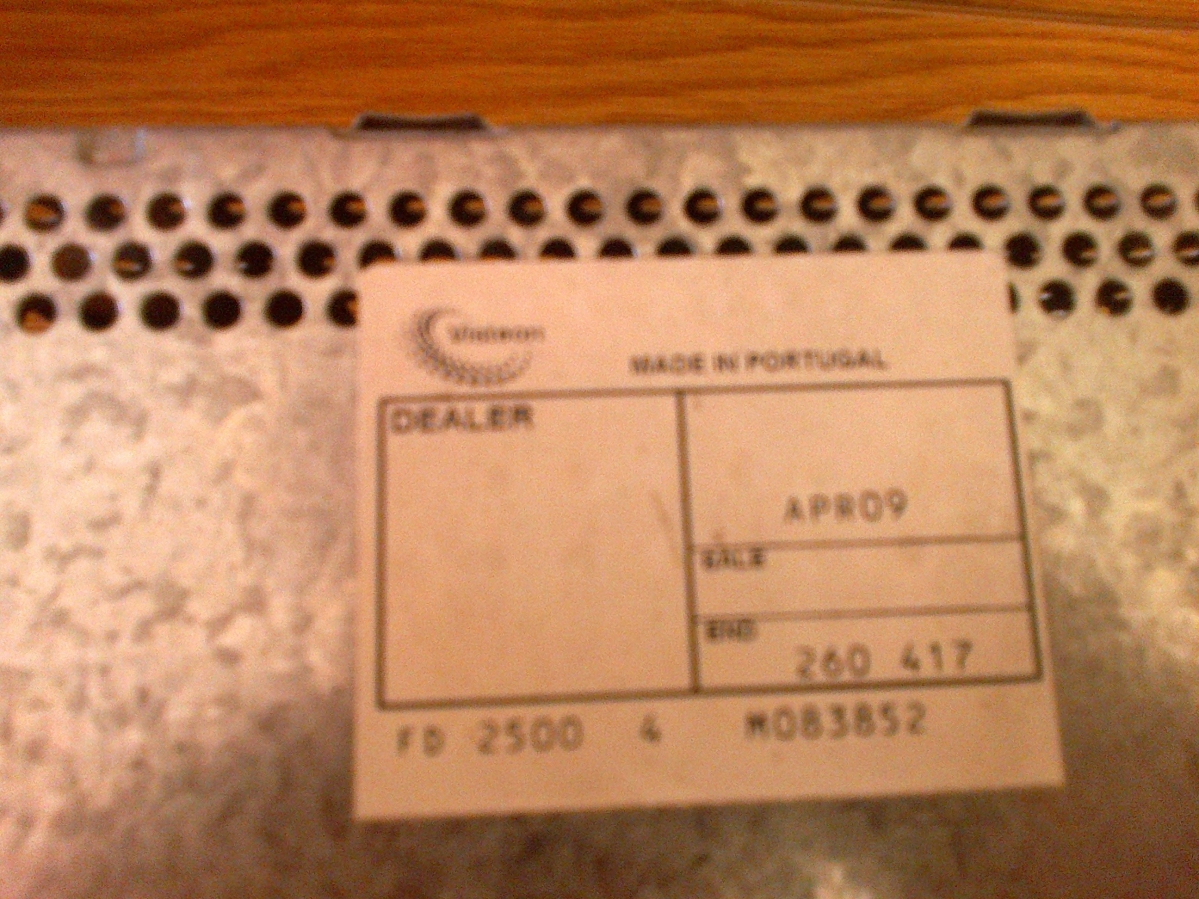 Visteon
MADE IN PORTUGAL
DEALER
APR09
SALE
END
260 417
FD 2500 4 M083852